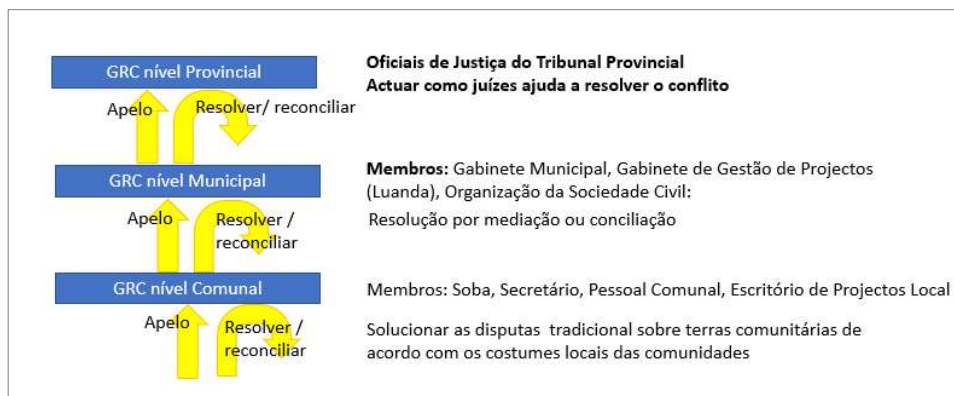 GRC nível Provincial
Oficiais de Justiça do Tribunal Provincial
Actuar como juízes ajuda a resolver o conflito
Apelo
Resolver/ reconciliar
GRC nível Municipal
Membros: Gabinete Municipal, Gabinete de Gestão de Projectos
(Luanda), Organização da Sociedade Civil:
Resolução por mediação ou conciliação
Apelo
Resolver /
reconciliar
GRC nível Comunal
Membros: Soba, Secretário, Pessoal Comunal, Escritório de Projectos Local
Apelo
Resolver /
reconciliar
Solucionar as disputas tradicional sobre terras comunitárias de
acordo com os costumes locais das comunidades